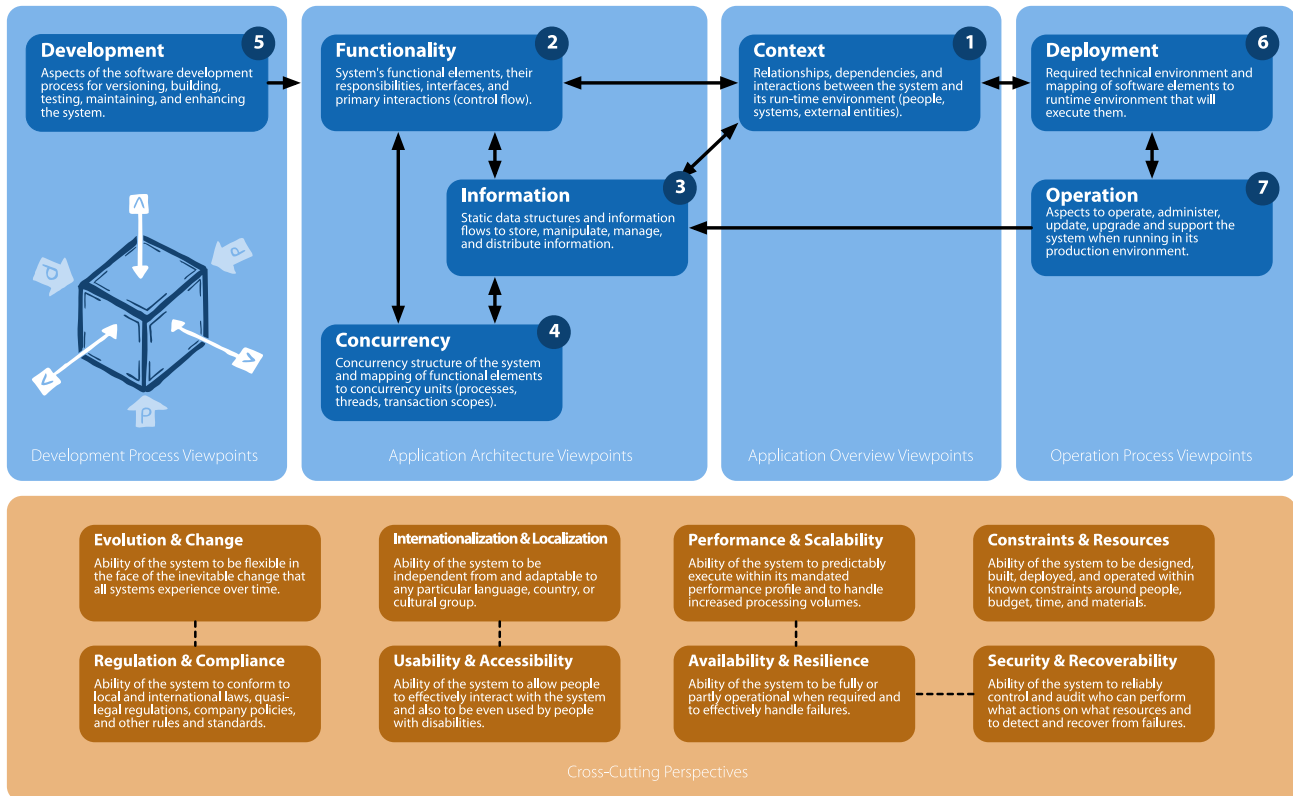 Development
5
Aspects of the software development
process for versioning, building,
testing, maintaining, and enhancing
the system.
V
P
P
V
V
P
Development Process Viewpoints
Functionality
2
System's functional elements, their
responsibilities, interfaces, and
primary interactions (control flow).
Information
3
Static data structures and information
flows to store, manipulate, manage,
and distribute information.
Concurrency
4
Concurrency structure of the system
and mapping of functional elements
to concurrency units (processes,
threads, transaction scopes).
Application Architecture Viewpoints
Context
1
Relationships, dependencies, and
interactions between the system and
its run-time environment (people,
systems, external entities).
Application Overview Viewpoints
Deployment
6
Required technical environment and
mapping of software elements to
runtime environment that will
execute them.
Operation
7
Aspects to operate, administer,
update, upgrade and support the
system when running in its
production environment.
Operation Process Viewpoints
Evolution & Change
Ability of the system to be flexible in
the face of the inevitable change that
all systems experience over time.
Internationalization & Localization
Ability of the system to be
independent from and adaptable to
any particular language, country, or
cultural group.
Performance & Scalability
Ability of the system to predictably
execute within its mandated
performance profile and to handle
increased processing volumes.
Constraints & Resources
Ability of the system to be designed,
built, deployed, and operated within
known constraints around people,
budget, time, and materials.
Regulation & Compliance
Ability of the system to conform to
local and international laws, quasi-
legal regulations, company policies,
and other rules and standards.
Usability & Accessibility
Ability of the system to allow people
to effectively interact with the system
and also to be even used by people
with disabilities.
Availability & Resilience
Ability of the system to be fully or
partly operational when required and
to effectively handle failures.
Security & Recoverability
Ability of the system to reliably
control and audit who can perform
what actions on what resources and
to detect and recover from failures.
Cross-Cutting Perspectives